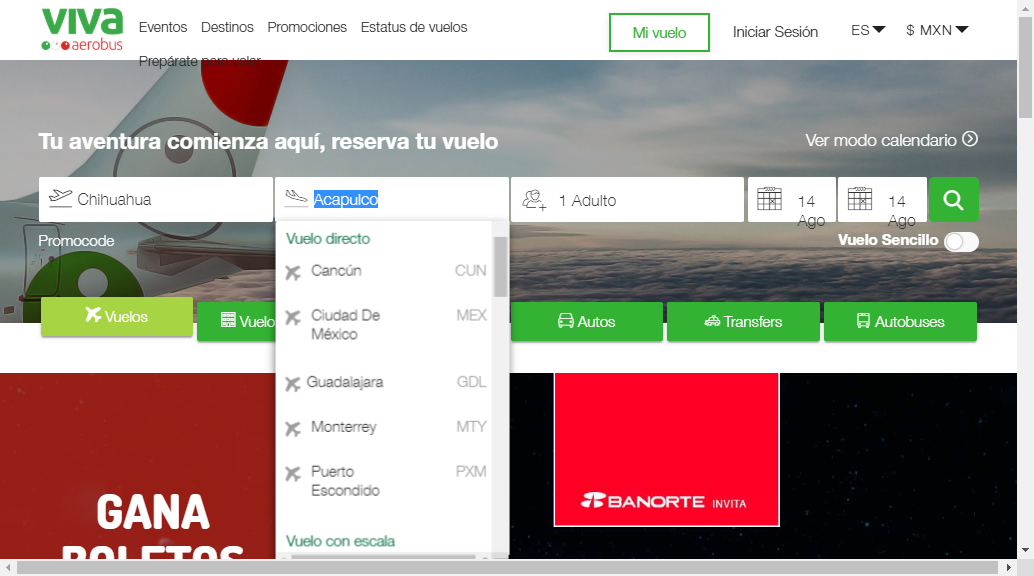 viva
aerobus
Eventos
Destinos
Promociones
Estatus de vuelos
Prepárate para volar
Mi vuelo
Iniciar Sesión
ES
$ MXN
Tu aventura comienza aquí, reserva tu vuelo
Ver modo calendario
Chihuahua
Acapulco
1 Adulto
14
Ago
14
Ago
Promocode
Vuelo Sencillo
Vuelo directo
Cancún CUN
Ciudad De MEX
México
Guadalajara GDL
Monterrey MTY
Puerto PXM
Escondido
Vuelo con escala
Vuelos
Vuelo
Autos
Transfers
Autobuses
GANA
BOLETOS
BANORTE INVITA